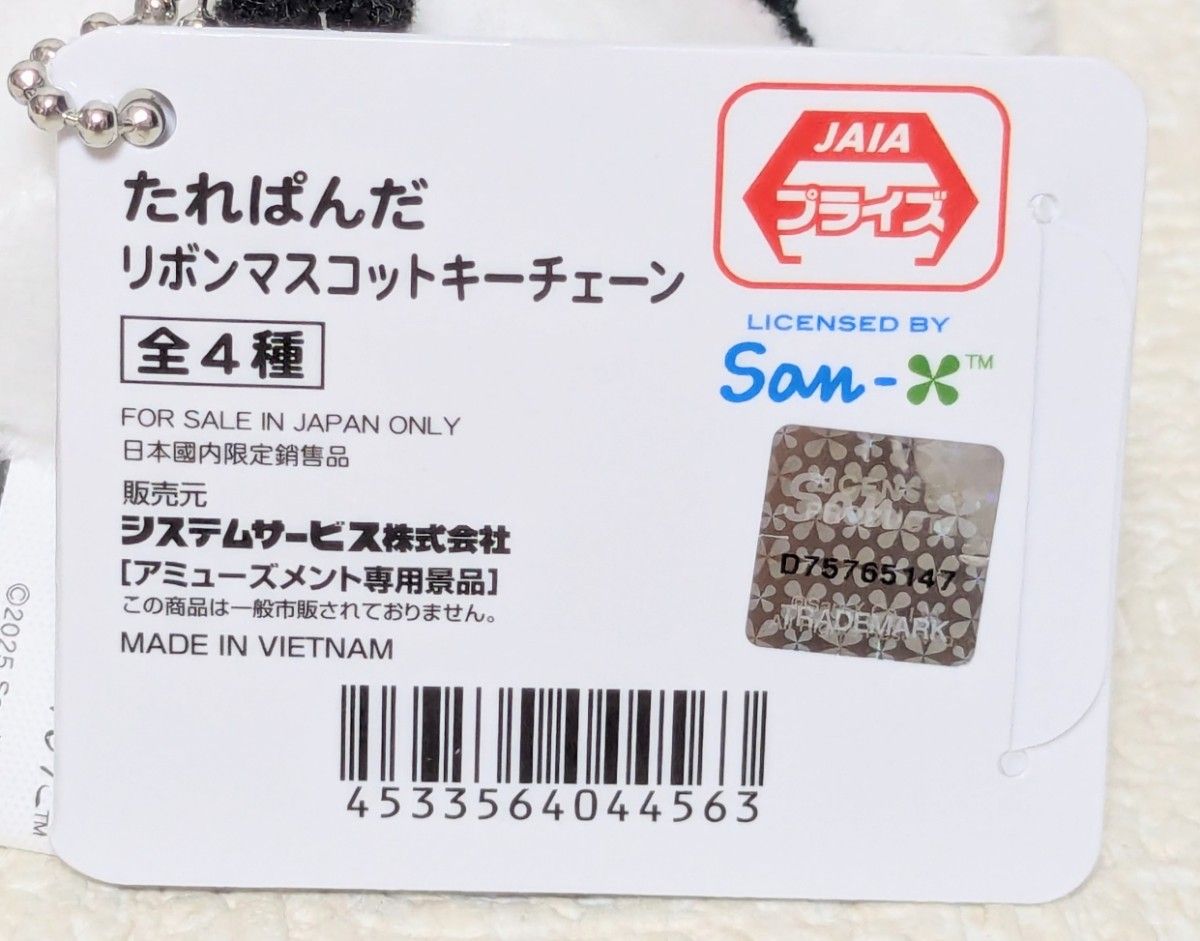 たれぱんだ
リボンマスコットキーチェーン
全4種
FOR SALE IN JAPAN ONLY
日本國内限定銷售品
販売元
システムサービス株式会社
[アミューズメント専用景品]
この商品は一般市販されておりません。
MADE IN VIETNAM
4533564044563
JAIA
プライズ
LICENSED BY
San-X™
D75765147
TRADEMARK
©2025